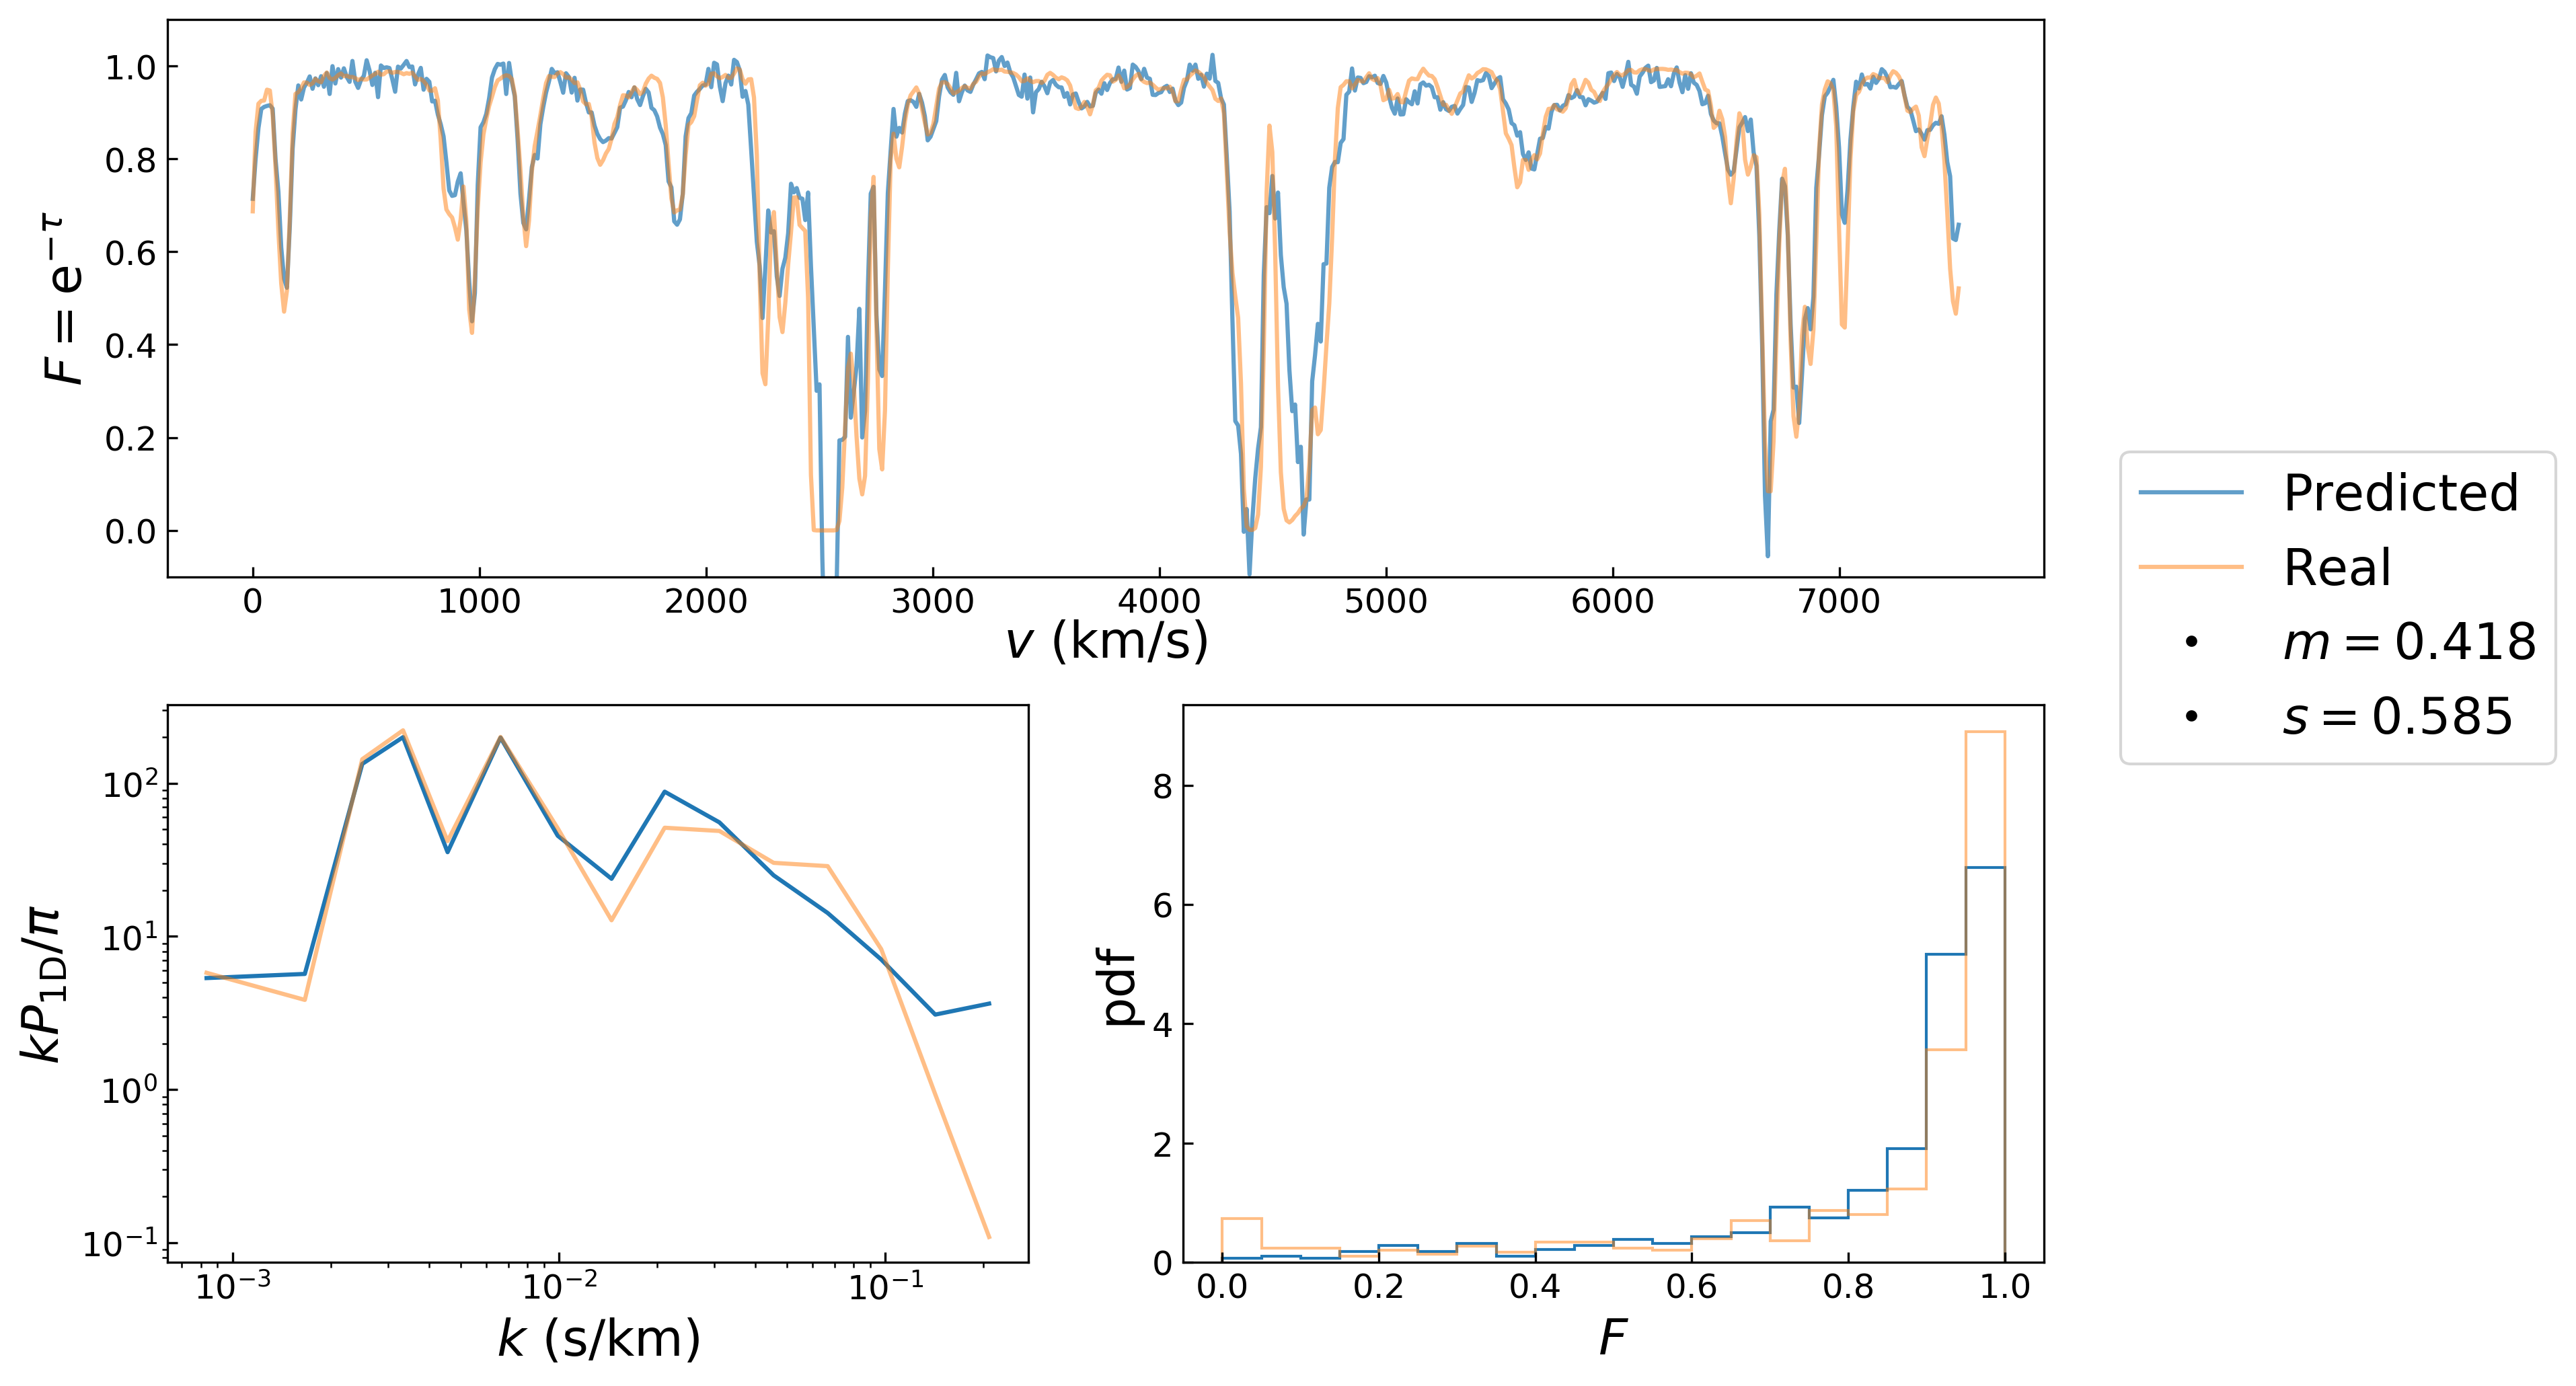 1.0
0.8
0.6
0.4
0.2
0.0
F = e^{−τ}
0 1000 2000 3000 4000 5000 6000 7000
v (km/s)
Predicted
Real
m = 0.418
s = 0.585
10^2
10^1
10^0
10^{−1}
kP_{1D}/π
10^{−3} 10^{−2} 10^{−1}
k (s/km)
8
6
4
2
0
pdf
0.0 0.2 0.4 0.6 0.8 1.0
F